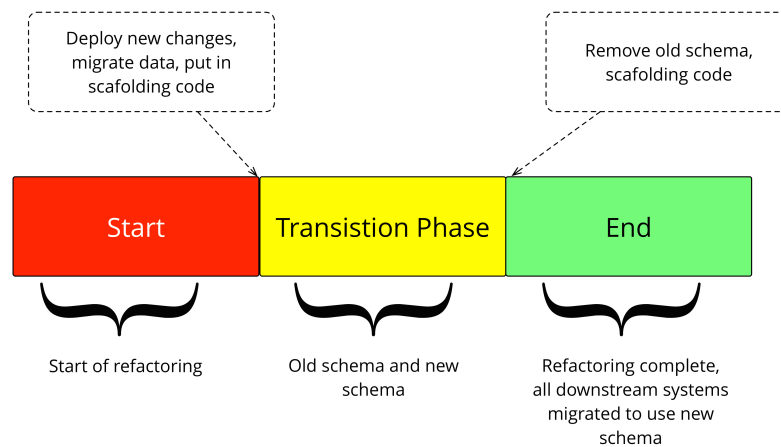 Deploy new changes,
migrate data, put in
scafolding code
Remove old schema,
scafolding code
Start
Transistion Phase
End
Start of refactoring
Old schema and new
schema
Refactoring complete,
all downstream systems
migrated to use new
schema